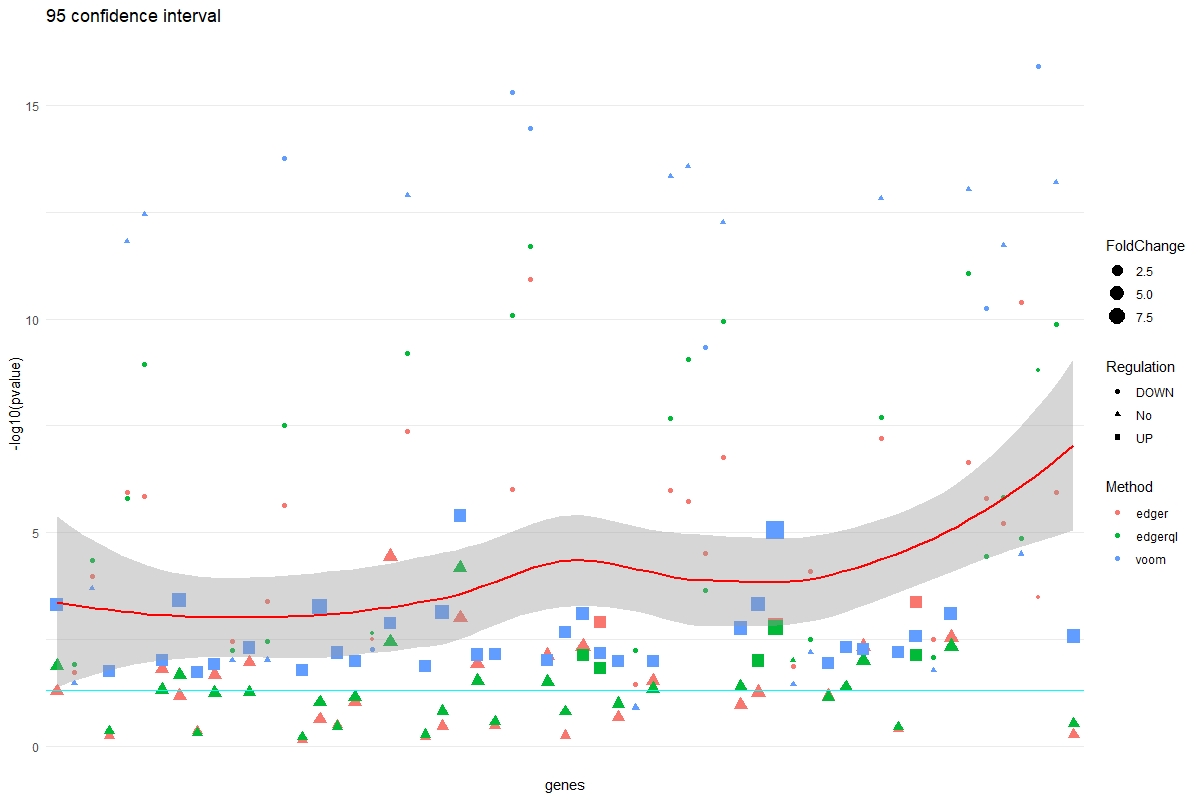 95 confidence interval
15
10
5
0
-log10(pvalue)
genes
FoldChange
2.5
5.0
7.5
Regulation
DOWN
No
UP
Method
edger
edgerql
voom